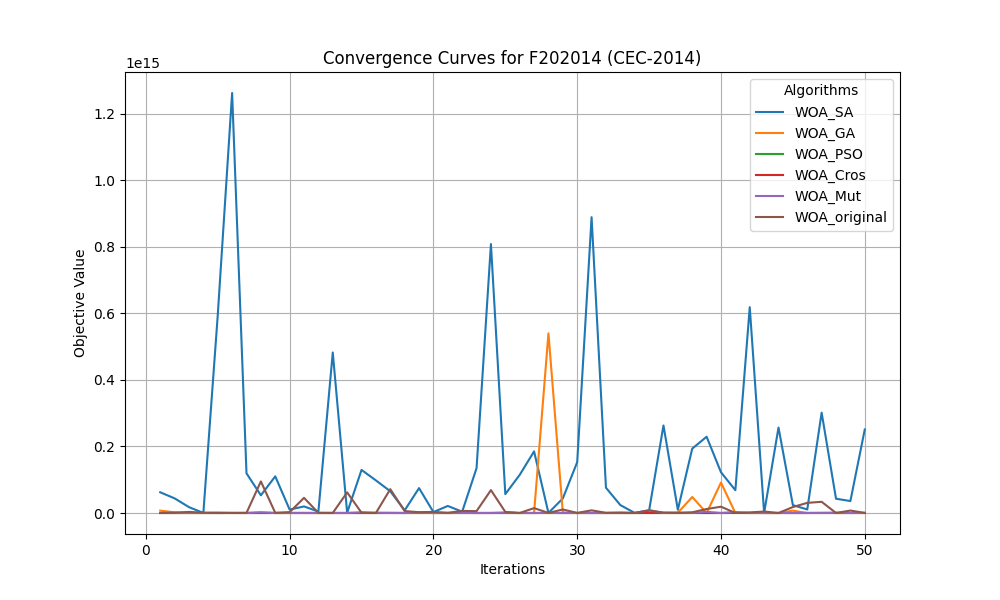 Convergence Curves for F202014 (CEC-2014)
1e15
Algorithms
WOA_SA
WOA_GA
WOA_PSO
WOA_Cros
WOA_Mut
WOA_original
1.2
1.0
0.8
0.6
0.4
0.2
0.0
Objective Value
0 10 20 30 40 50
Iterations